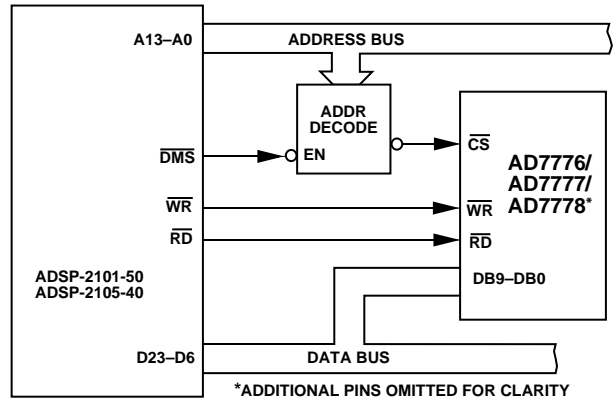 A13–A0
ADDRESS BUS
ADDR
DECODE
DMS
EN
CS
AD7776/
AD7777/
AD7778*
WR
WR
RD
RD
ADSP-2101-50
ADSP-2105-40
DB9–DB0
D23–D6
DATA BUS
*ADDITIONAL PINS OMITTED FOR CLARITY